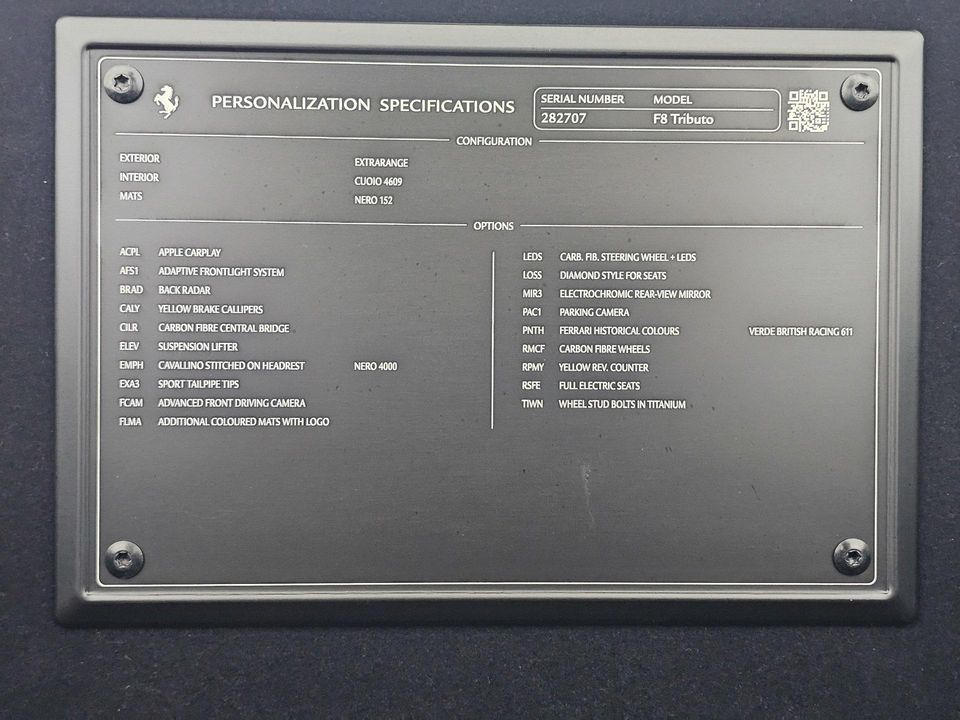 PERSONALIZATION SPECIFICATIONS
SERIAL NUMBER MODEL
282707 F8 Tributo
CONFIGURATION
EXTERIOR EXTRARANGE
INTERIOR CUOIO 4609
MATS NERO 152
OPTIONS
ACPL APPLE CARPLAY
AFS1 ADAPTIVE FRONTLIGHT SYSTEM
BRAD BACK RADAR
CALY YELLOW BRAKE CALLIPERS
CILR CARBON FIBRE CENTRAL BRIDGE
ELEV SUSPENSION LIFTER
EMPH CAVALLINO STITCHED ON HEADREST NERO 4000
EXA3 SPORT TAILPIPE TIPS
FCAM ADVANCED FRONT DRIVING CAMERA
FLMA ADDITIONAL COLOURED MATS WITH LOGO
LEDS CARB. FIB. STEERING WHEEL + LEDS
LOSS DIAMOND STYLE FOR SEATS
MIR3 ELECTROCHROMIC REAR-VIEW MIRROR
PAC1 PARKING CAMERA
PNTH FERRARI HISTORICAL COLOURS VERDE BRITISH RACING 611
RMCF CARBON FIBRE WHEELS
RPMY YELLOW REV. COUNTER
RSFE FULL ELECTRIC SEATS
TIWN WHEEL STUD BOLTS IN TITANIUM